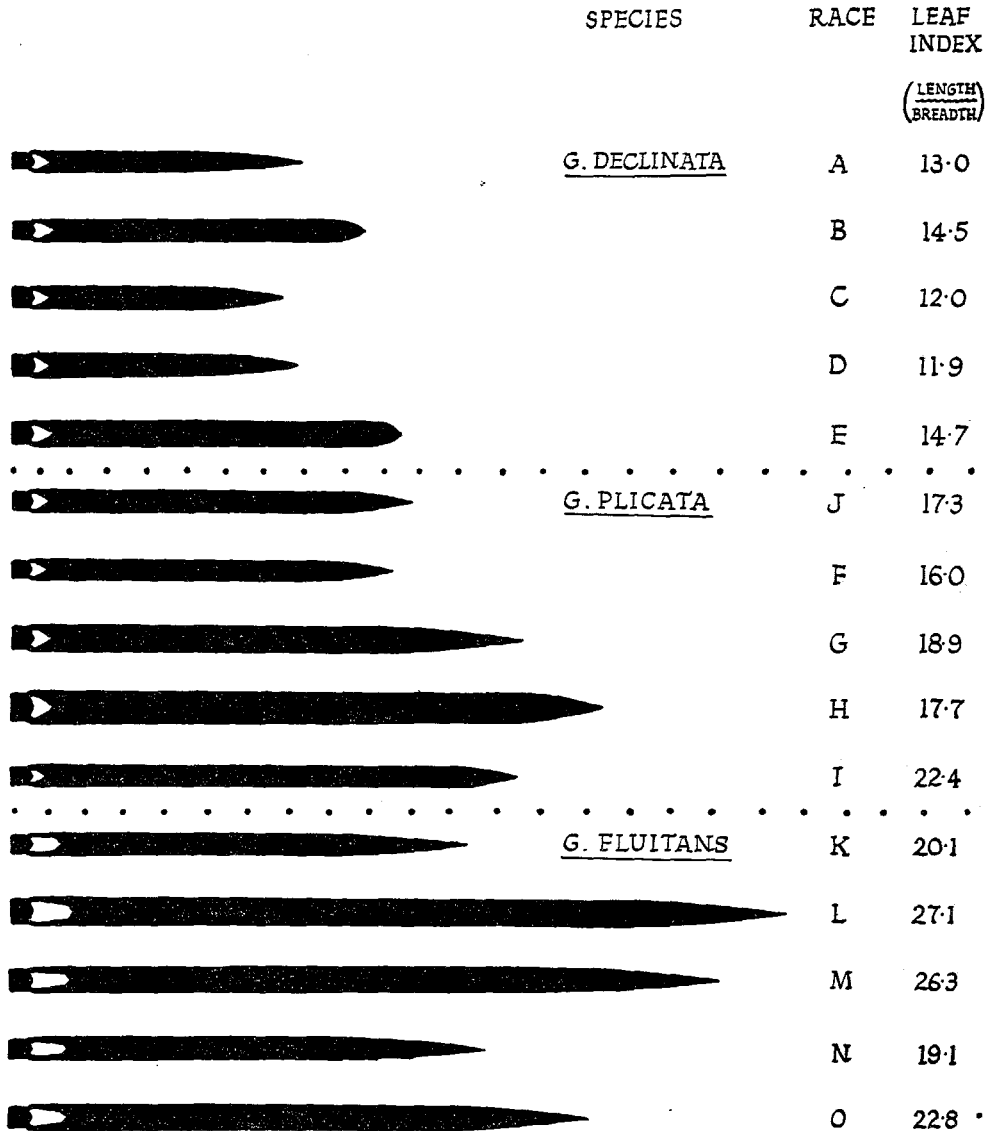 SPECIES RACE LEAF
INDEX
(LENGTH
BREADTH)
G. DECLINATA A 13·0
B 14·5
C 12·0
D 11·9
E 14·7
G. PLICATA J 17·3
F 16·0
G 18·9
H 17·7
I 22·4
G. FLUITANS K 20·1
L 27·1
M 26·3
N 19·1
O 22·8